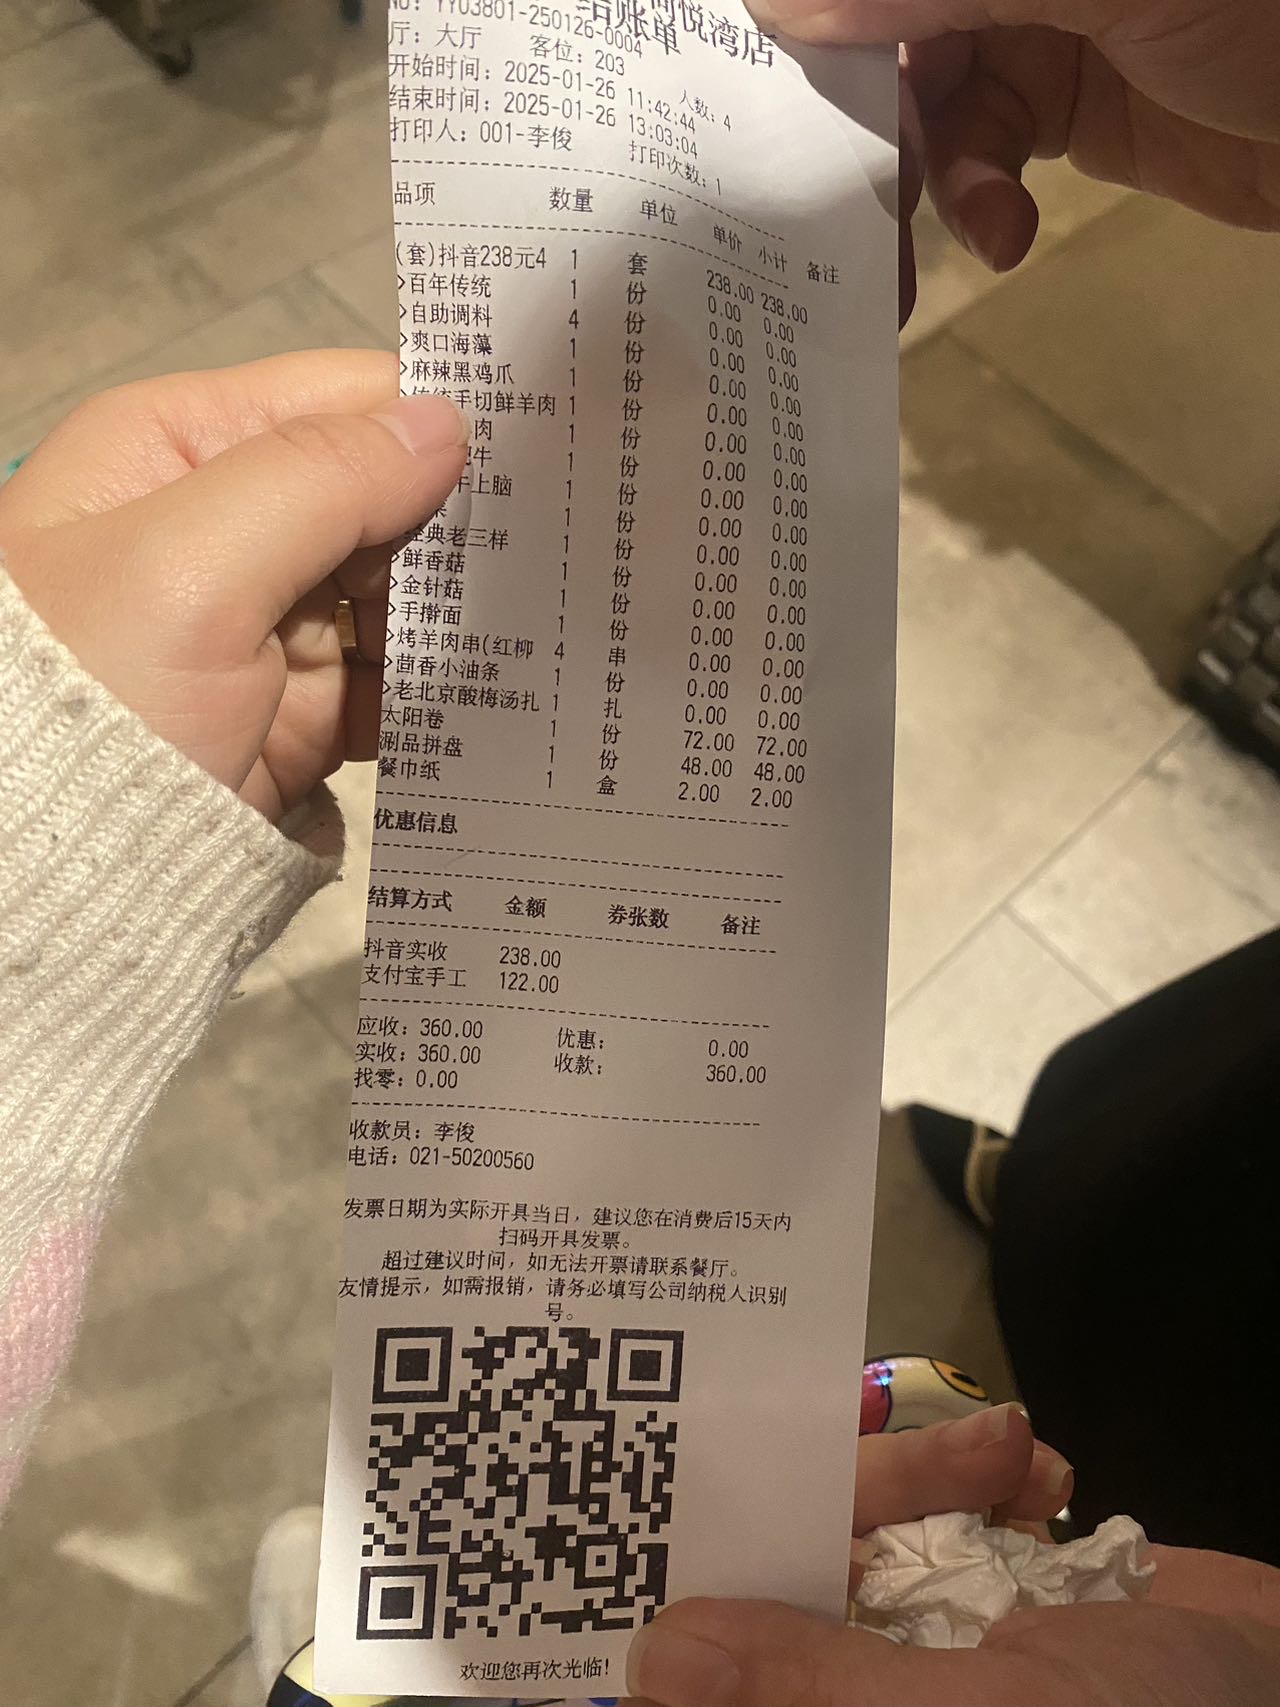 尚悦湾店
结账单
NO: YY03801-250126-0004
厅: 大厅 客位: 203 人数: 4
开始时间: 2025-01-26 11:42:44
结束时间: 2025-01-26 13:03:04
打印人: 001-李俊 打印次数: 1
品项 数量 单位 单价 小计 备注
(套)抖音238元4 1 套 238.00 238.00
>百年传统 1 份 0.00 0.00
>自助调料 4 份 0.00 0.00
>爽口海藻 1 份 0.00 0.00
>麻辣黑鸡爪 1 份 0.00 0.00
>传统手切鲜羊肉 1 份 0.00 0.00
肉 1 份 0.00 0.00
肥牛 1 份 0.00 0.00
牛上脑 1 份 0.00 0.00
菜 1 份 0.00 0.00
经典老三样 1 份 0.00 0.00
>鲜香菇 1 份 0.00 0.00
>金针菇 1 份 0.00 0.00
>手擀面 1 份 0.00 0.00
>烤羊肉串(红柳 4 串 0.00 0.00
>茴香小油条 1 份 0.00 0.00
>老北京酸梅汤扎 1 扎 0.00 0.00
太阳卷 1 份 72.00 72.00
涮品拼盘 1 份 48.00 48.00
餐巾纸 1 盒 2.00 2.00
优惠信息
结算方式 金额 券张数 备注
抖音实收 238.00
支付宝手工 122.00
应收: 360.00 优惠: 0.00
实收: 360.00 收款: 360.00
找零: 0.00
收款员: 李俊
电话: 021-50200560
发票日期为实际开具当日，建议您在消费后15天内
扫码开具发票。
超过建议时间，如无法开票请联系餐厅。
友情提示，如需报销，请务必填写公司纳税人识别
号。
欢迎您再次光临!